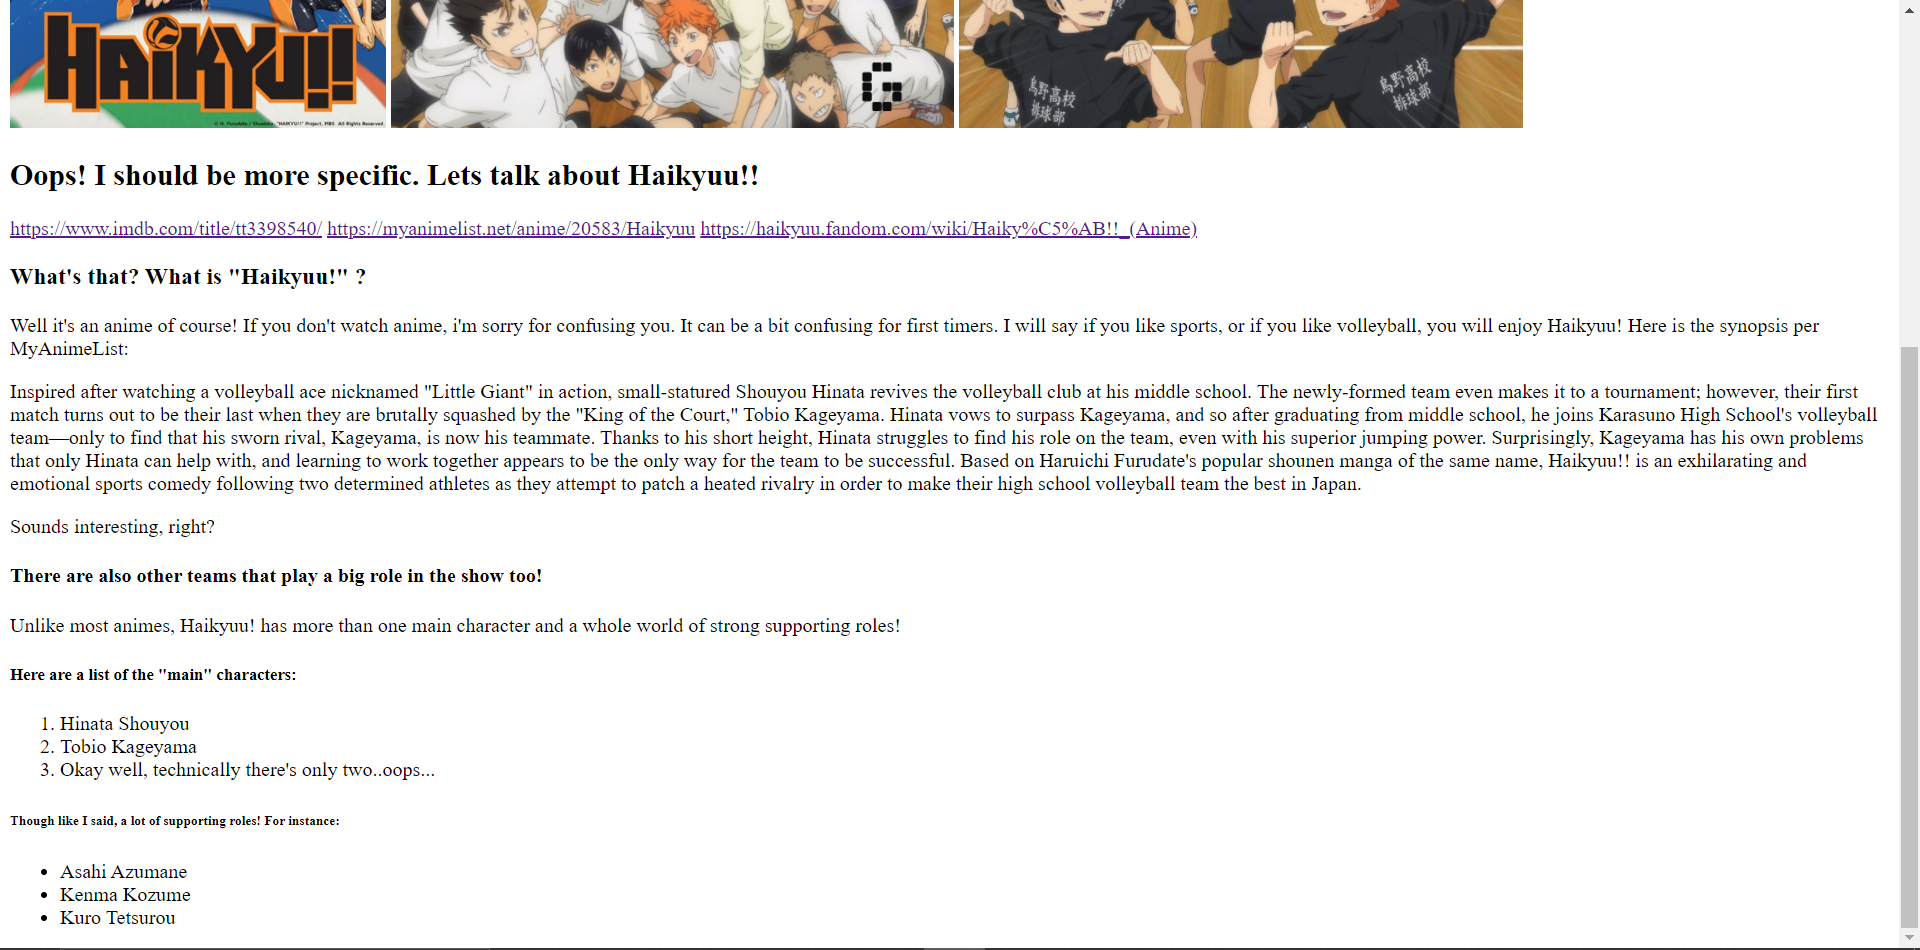 HAIKYU!!
© H. Furudate / Shueisha, "HAIKYU!!" Project, MBS All Rights Reserved.
G
烏野高校
排球部
烏野高校
排球部
Oops! I should be more specific. Lets talk about Haikyuu!!
https://www.imdb.com/title/tt3398540/ https://myanimelist.net/anime/20583/Haikyuu https://haikyuu.fandom.com/wiki/Haiky%C5%AB!!_(Anime)
What's that? What is "Haikyuu!" ?
Well it's an anime of course! If you don't watch anime, i'm sorry for confusing you. It can be a bit confusing for first timers. I will say if you like sports, or if you like volleyball, you will enjoy Haikyuu! Here is the synopsis per
MyAnimeList:
Inspired after watching a volleyball ace nicknamed "Little Giant" in action, small-statured Shouyou Hinata revives the volleyball club at his middle school. The newly-formed team even makes it to a tournament; however, their first
match turns out to be their last when they are brutally squashed by the "King of the Court," Tobio Kageyama. Hinata vows to surpass Kageyama, and so after graduating from middle school, he joins Karasuno High School's volleyball
team—only to find that his sworn rival, Kageyama, is now his teammate. Thanks to his short height, Hinata struggles to find his role on the team, even with his superior jumping power. Surprisingly, Kageyama has his own problems
that only Hinata can help with, and learning to work together appears to be the only way for the team to be successful. Based on Haruichi Furudate's popular shounen manga of the same name, Haikyuu!! is an exhilarating and
emotional sports comedy following two determined athletes as they attempt to patch a heated rivalry in order to make their high school volleyball team the best in Japan.
Sounds interesting, right?
There are also other teams that play a big role in the show too!
Unlike most animes, Haikyuu! has more than one main character and a whole world of strong supporting roles!
Here are a list of the "main" characters:
1. Hinata Shouyou
2. Tobio Kageyama
3. Okay well, technically there's only two..oops...
Though like I said, a lot of supporting roles! For instance:
• Asahi Azumane
• Kenma Kozume
• Kuro Tetsurou